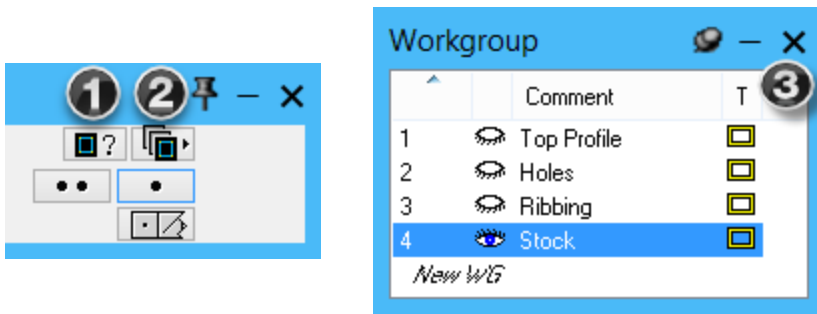 1 2
?
Workgroup
3
Comment T
1 Top Profile
2 Holes
3 Ribbing
4 Stock
New WG